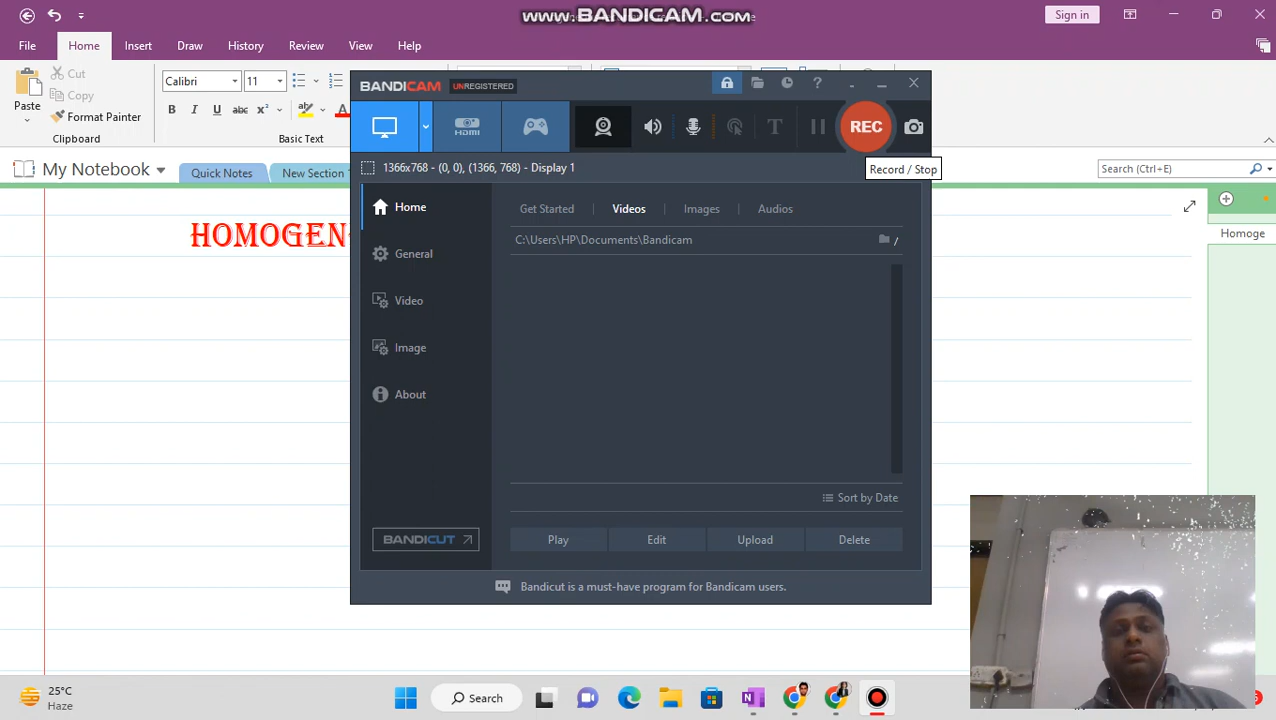 www.BANDICAM.com
Sign in
File Home Insert Draw History Review View Help
Paste
Cut
Copy
Format Painter
Clipboard
Calibri 11
B I U abc x²
Basic Text
BANDICAM UNREGISTERED
HDMI
T
REC
Record / Stop
1366x768 - (0, 0), (1366, 768) - Display 1
My Notebook
Quick Notes
New Section
Search (Ctrl+E)
HOMOGEN
Homoge
Home
General
Video
Image
About
Get Started Videos Images Audios
C:\Users\HP\Documents\Bandicam
/
Sort by Date
BANDICUT
Play Edit Upload Delete
Bandicut is a must-have program for Bandicam users.
25°C
Haze
Search